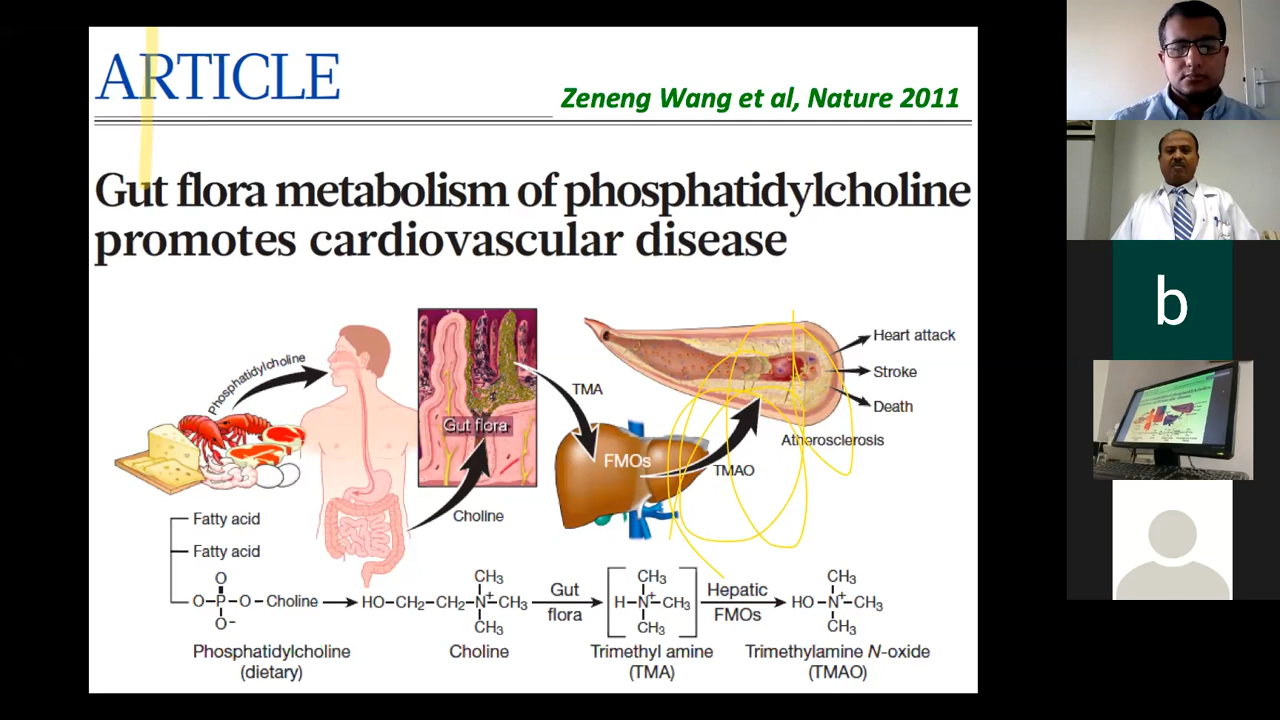 ARTICLE
Zeneng Wang et al, Nature 2011
Gut flora metabolism of phosphatidylcholine
promotes cardiovascular disease
Phosphatidylcholine
Gut flora
Choline
TMA
FMOs
TMAO
Heart attack
Stroke
Death
Atherosclerosis
Fatty acid
Fatty acid
O
O–P–O–Choline
O–
Phosphatidylcholine
(dietary)
CH3
HO–CH2–CH2–N+–CH3
CH3
Choline
Gut
flora
CH3
H–N+–CH3
CH3
Trimethyl amine
(TMA)
Hepatic
FMOs
CH3
HO–N+–CH3
CH3
Trimethylamine N-oxide
(TMAO)
b